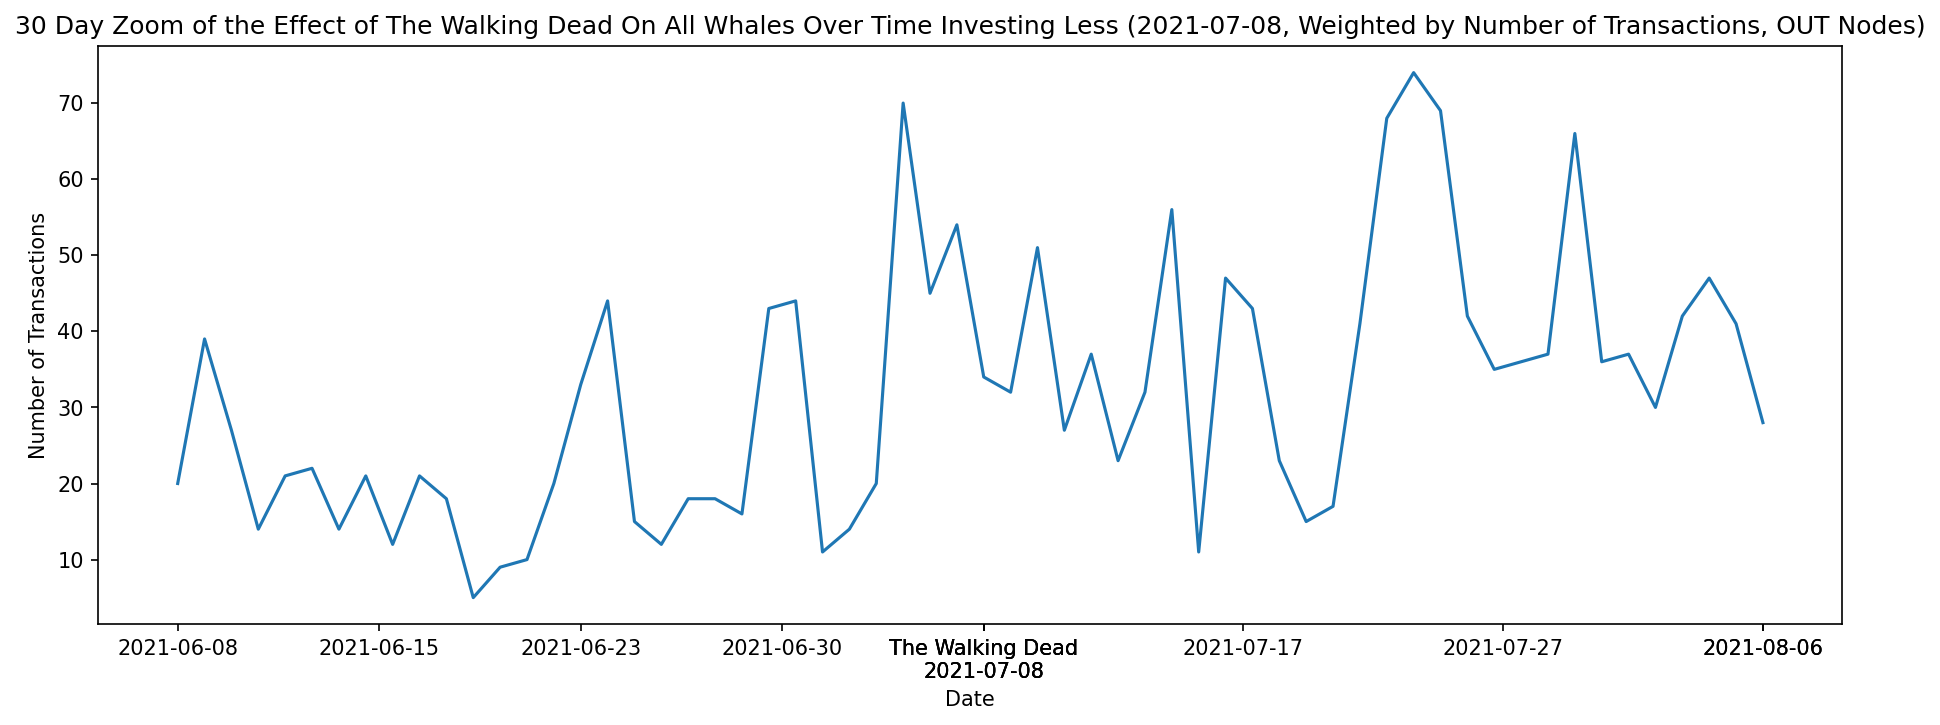 30 Day Zoom of the Effect of The Walking Dead On All Whales Over Time Investing Less (2021-07-08, Weighted by Number of Transactions, OUT Nodes)
Number of Transactions
70
60
50
40
30
20
10
2021-06-08 2021-06-15 2021-06-23 2021-06-30 The Walking Dead 2021-07-17 2021-07-27 2021-08-06
2021-07-08
Date